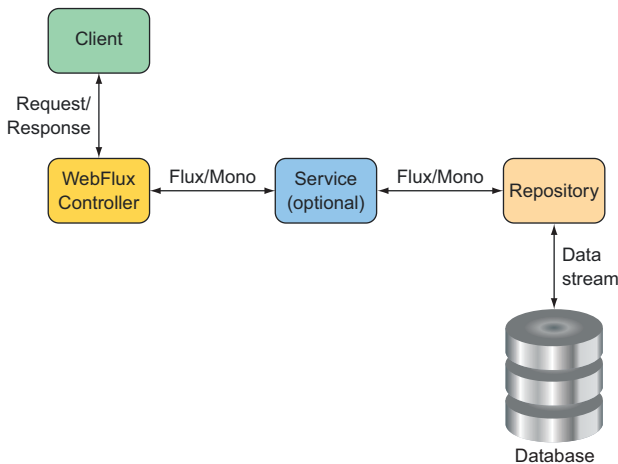 Client
Request/
Response
WebFlux
Controller
Flux/Mono
Service
(optional)
Flux/Mono
Repository
Data
stream
Database